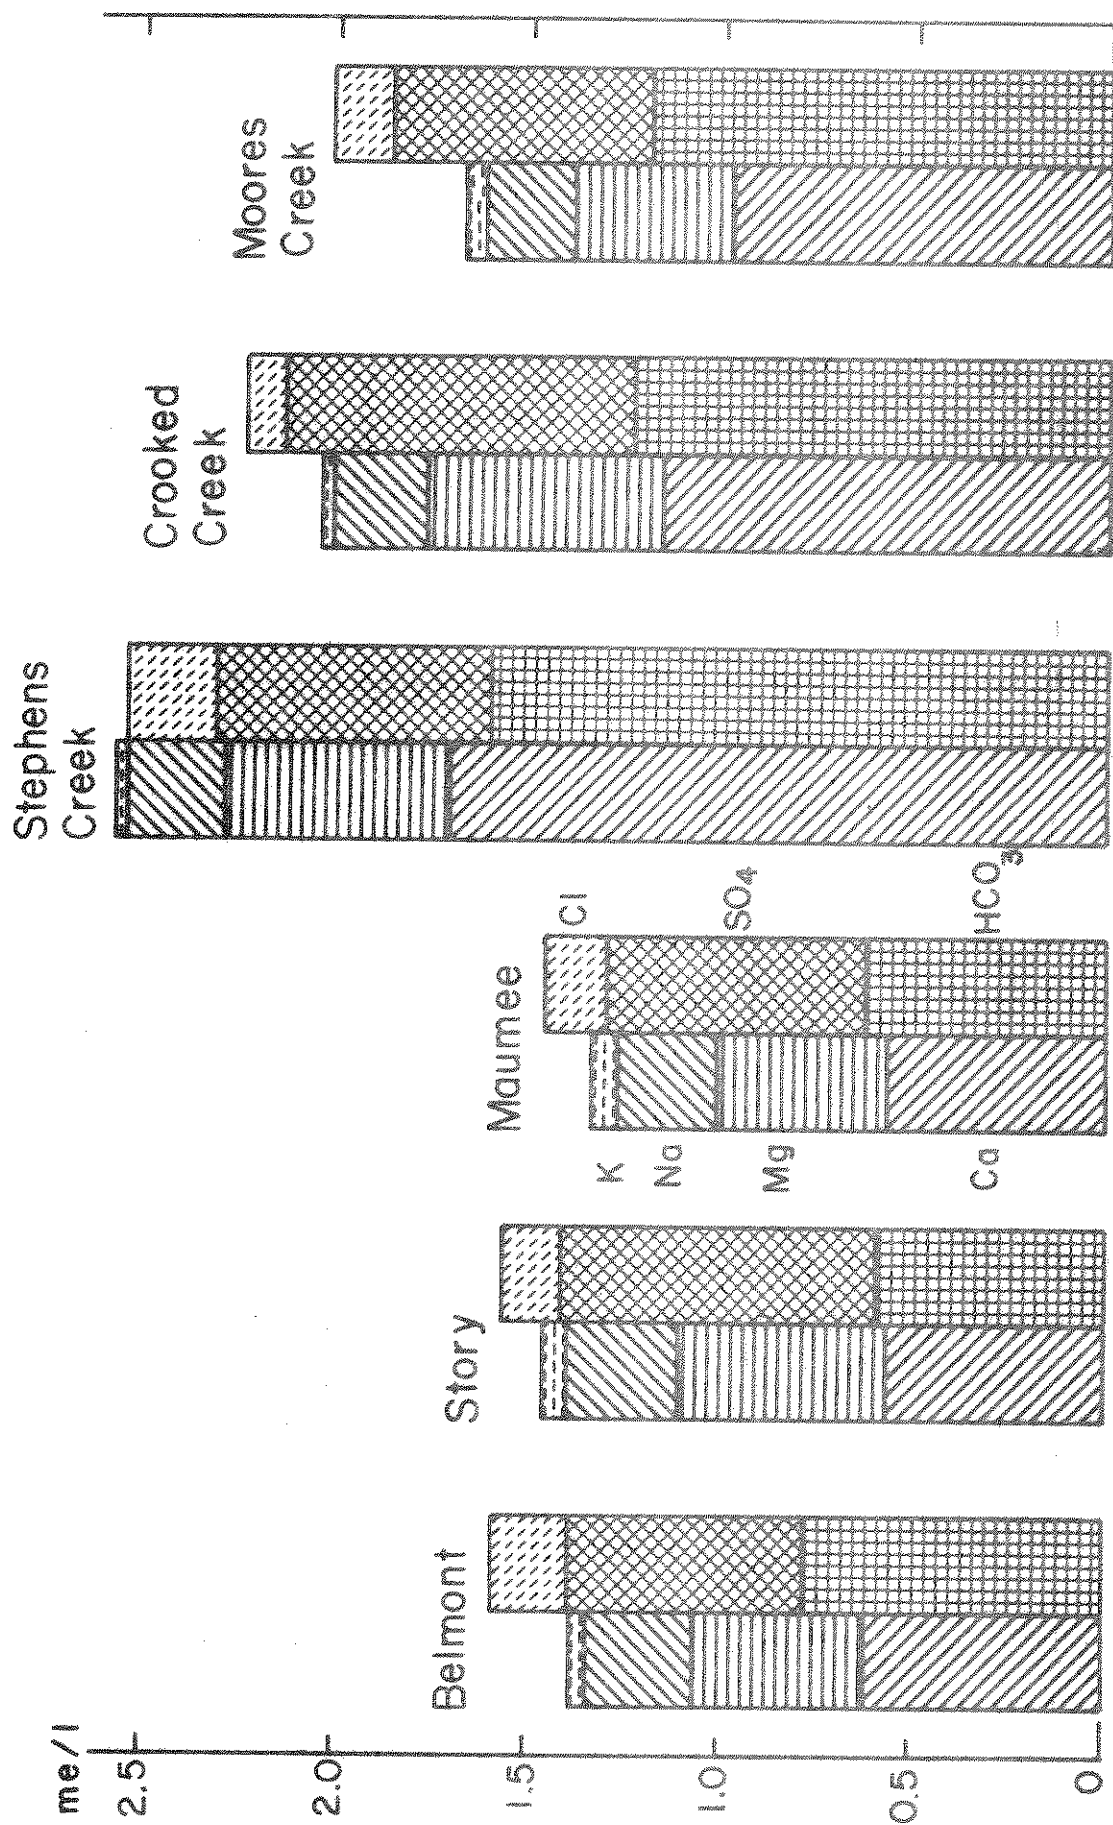 me/l
2.5
2.0
1.5
1.0
0.5
0
Belmont
Story
Maumee
K
Na
Mg
Ca
Cl
SO₄
HCO₃
Stephens
Creek
Crooked
Creek
Moores
Creek